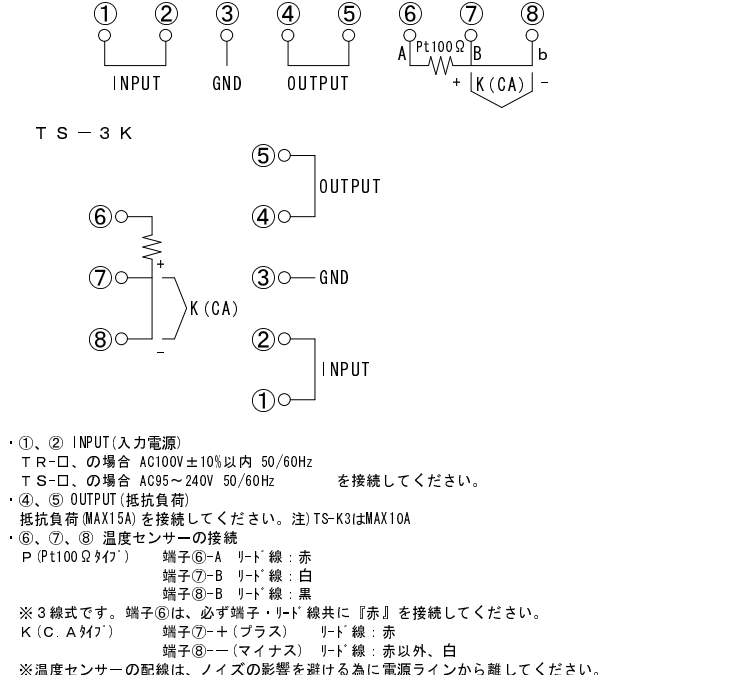 ① ② ③ ④ ⑤ ⑥ ⑦ ⑧
A Pt100Ω B b
INPUT GND OUTPUT + K(CA) -
ＴＳ－３Ｋ
⑤
OUTPUT
⑥ ④
+
⑦ ③ GND
K(CA)
⑧ ②
-
INPUT
①
・①、② INPUT(入力電源)
ＴＲ-□、の場合 AC100V±10%以内 50/60Hz
ＴＳ-□、の場合 AC95～240V 50/60Hz を接続してください。
・④、⑤ OUTPUT(抵抗負荷)
抵抗負荷(MAX15A)を接続してください。注)TS-K3はMAX10A
・⑥、⑦、⑧ 温度センサーの接続
Ｐ(Pt100Ωﾀｲﾌﾟ) 端子⑥-A ﾘｰﾄﾞ線：赤
端子⑦-B ﾘｰﾄﾞ線：白
端子⑧-B ﾘｰﾄﾞ線：黒
※３線式です。端子⑥は、必ず端子・ﾘｰﾄﾞ線共に『赤』を接続してください。
Ｋ(Ｃ.Ａﾀｲﾌﾟ) 端子⑦-＋(プラス) ﾘｰﾄﾞ線：赤
端子⑧-－(マイナス) ﾘｰﾄﾞ線：赤以外、白
※温度センサーの配線は、ノイズの影響を避ける為に電源ラインから離してください。